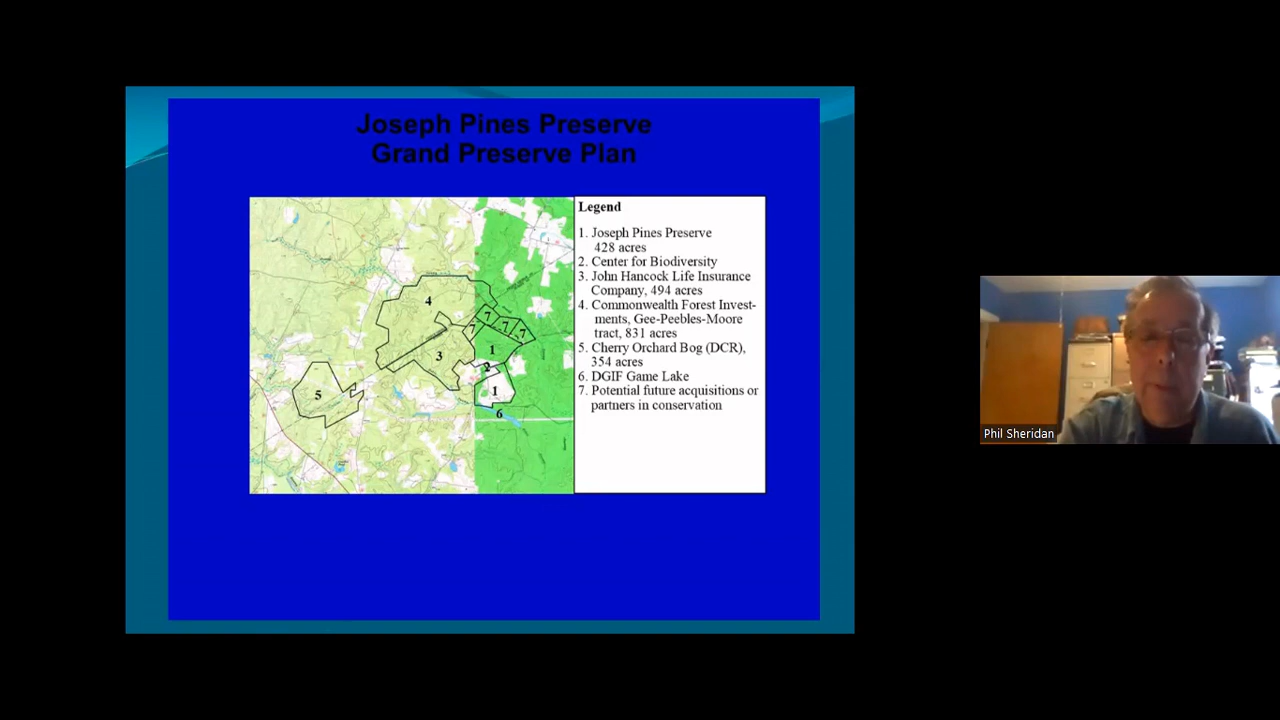 Joseph Pines Preserve
Grand Preserve Plan
4
7
7
7
7
3
1
2
5
1
6
Legend
1. Joseph Pines Preserve
428 acres
2. Center for Biodiversity
3. John Hancock Life Insurance
Company, 494 acres
4. Commonwealth Forest Invest-
ments, Gee-Peebles-Moore
tract, 831 acres
5. Cherry Orchard Bog (DCR),
354 acres
6. DGIF Game Lake
7. Potential future acquisitions or
partners in conservation
Phil Sheridan